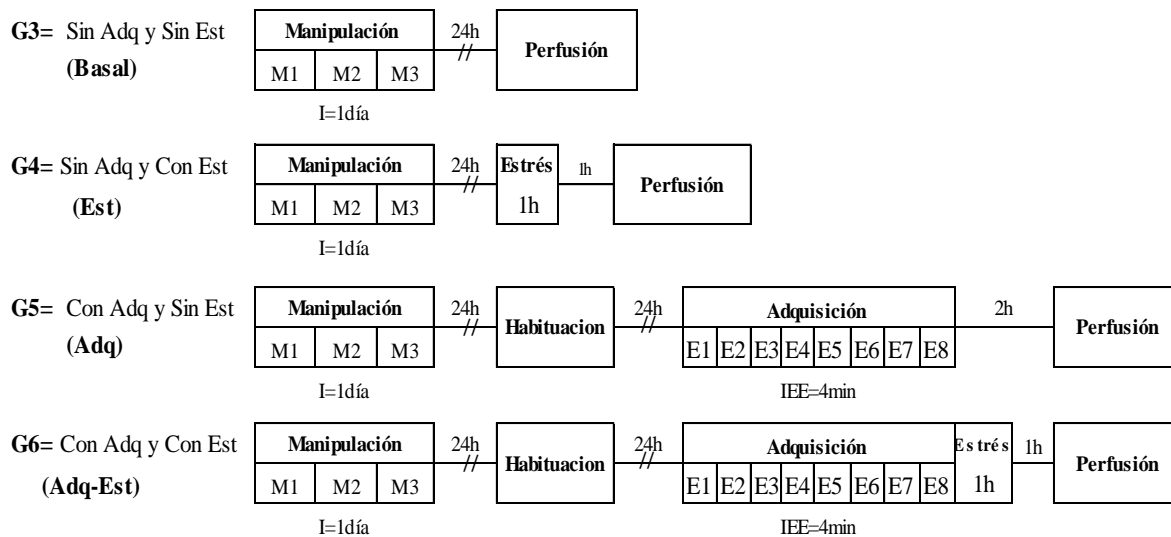 G3= Sin Adq y Sin Est
(Basal)
Manipulación
M1 M2 M3
I=1día
24h
//
Perfusión
G4= Sin Adq y Con Est
(Est)
Manipulación
M1 M2 M3
I=1día
24h
//
Estrés
1h
1h
Perfusión
G5= Con Adq y Sin Est
(Adq)
Manipulación
M1 M2 M3
I=1día
24h
//
Habituacion
24h
//
Adquisición
E1 E2 E3 E4 E5 E6 E7 E8
IEE=4min
2h
Perfusión
G6= Con Adq y Con Est
(Adq-Est)
Manipulación
M1 M2 M3
I=1día
24h
//
Habituacion
24h
//
Adquisición
E1 E2 E3 E4 E5 E6 E7 E8
IEE=4min
Estrés
1h
1h
Perfusión